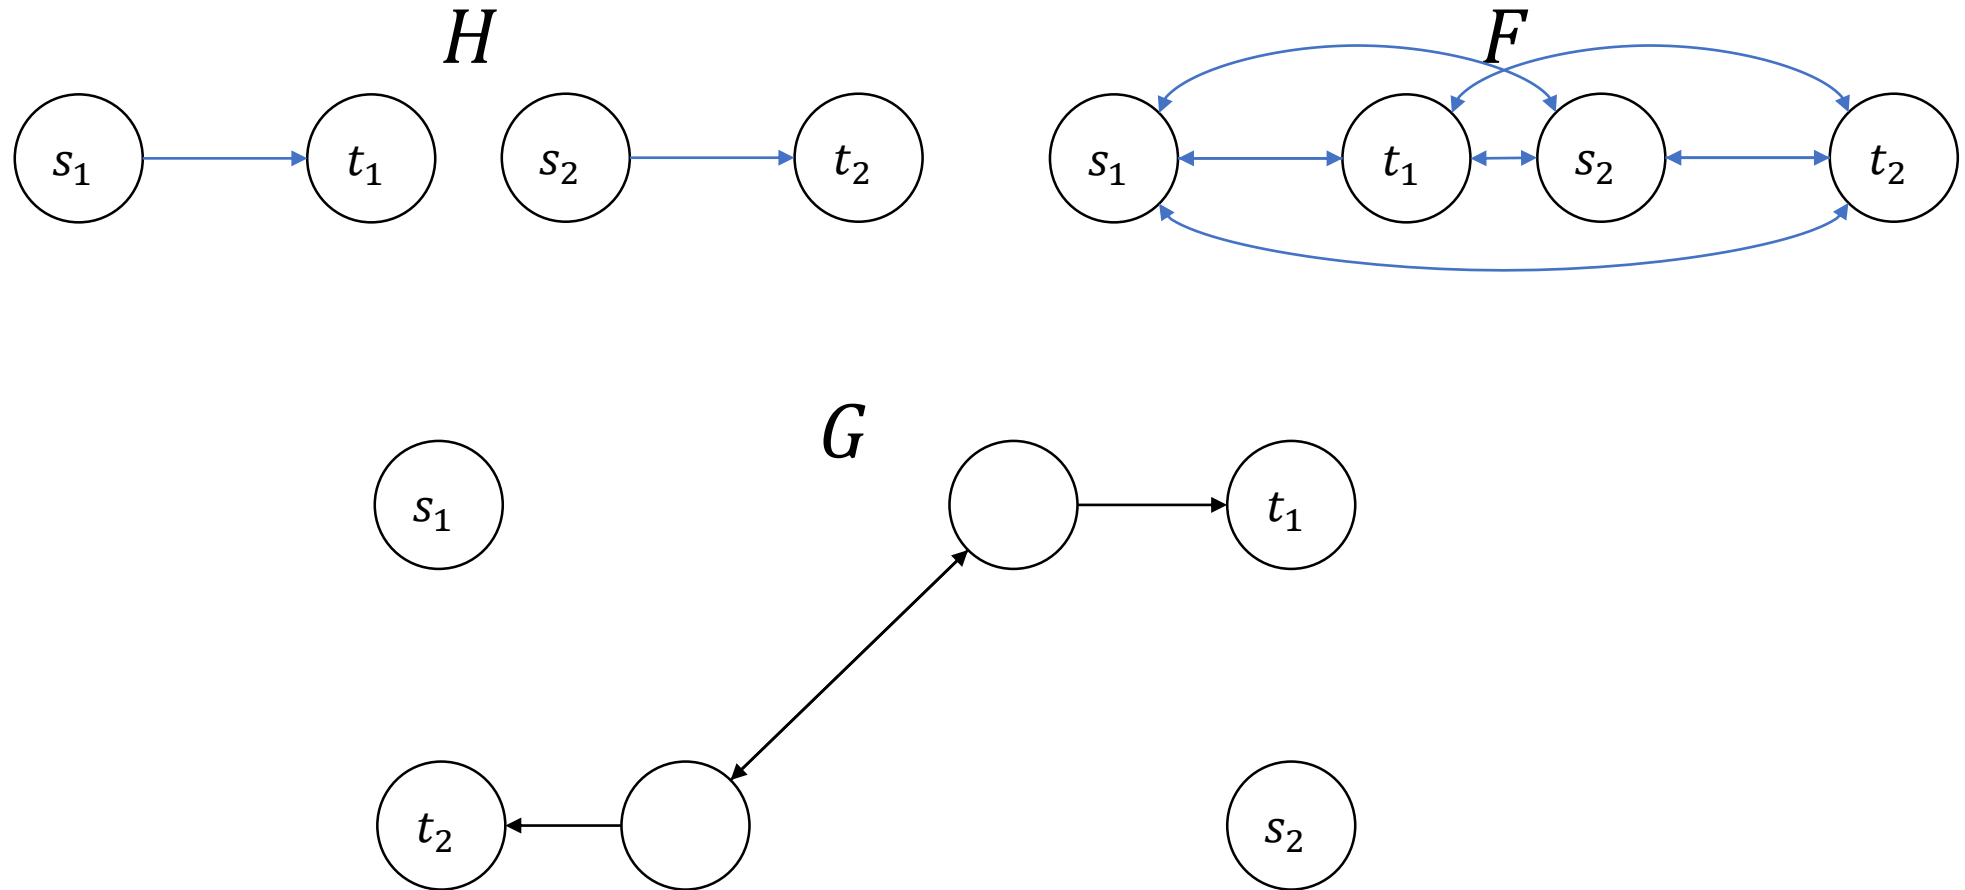 H
F
s₁ t₁ s₂ t₂
s₁ t₁ s₂ t₂
G
s₁ t₁
t₂ s₂